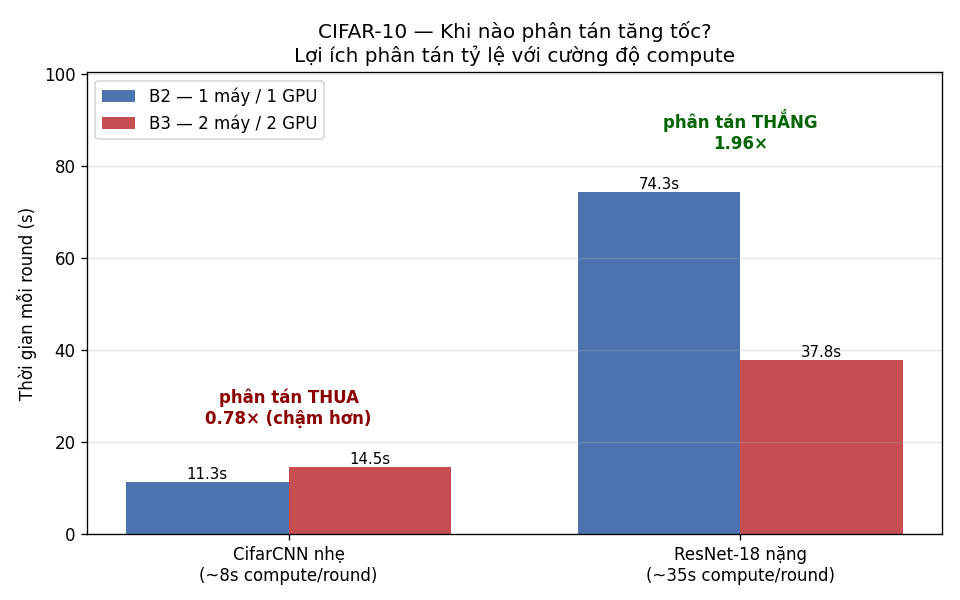 CIFAR-10 — Khi nào phân tán tăng tốc?
Lợi ích phân tán tỷ lệ với cường độ compute
B2 — 1 máy / 1 GPU
B3 — 2 máy / 2 GPU
Thời gian mỗi round (s)
100
80
60
40
20
0
phân tán THUA
0.78× (chậm hơn)
11.3s
14.5s
phân tán THẮNG
1.96×
74.3s
37.8s
CifarCNN nhẹ
(~8s compute/round)
ResNet-18 nặng
(~35s compute/round)